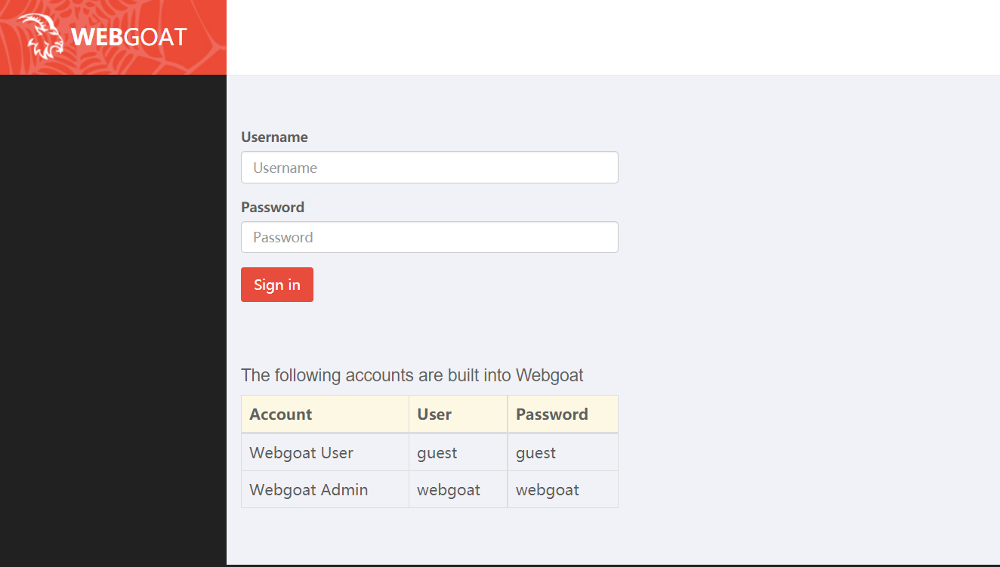 WEBGOAT
Username
Username
Password
Password
Sign in
The following accounts are built into Webgoat
Account User Password
Webgoat User guest guest
Webgoat Admin webgoat webgoat